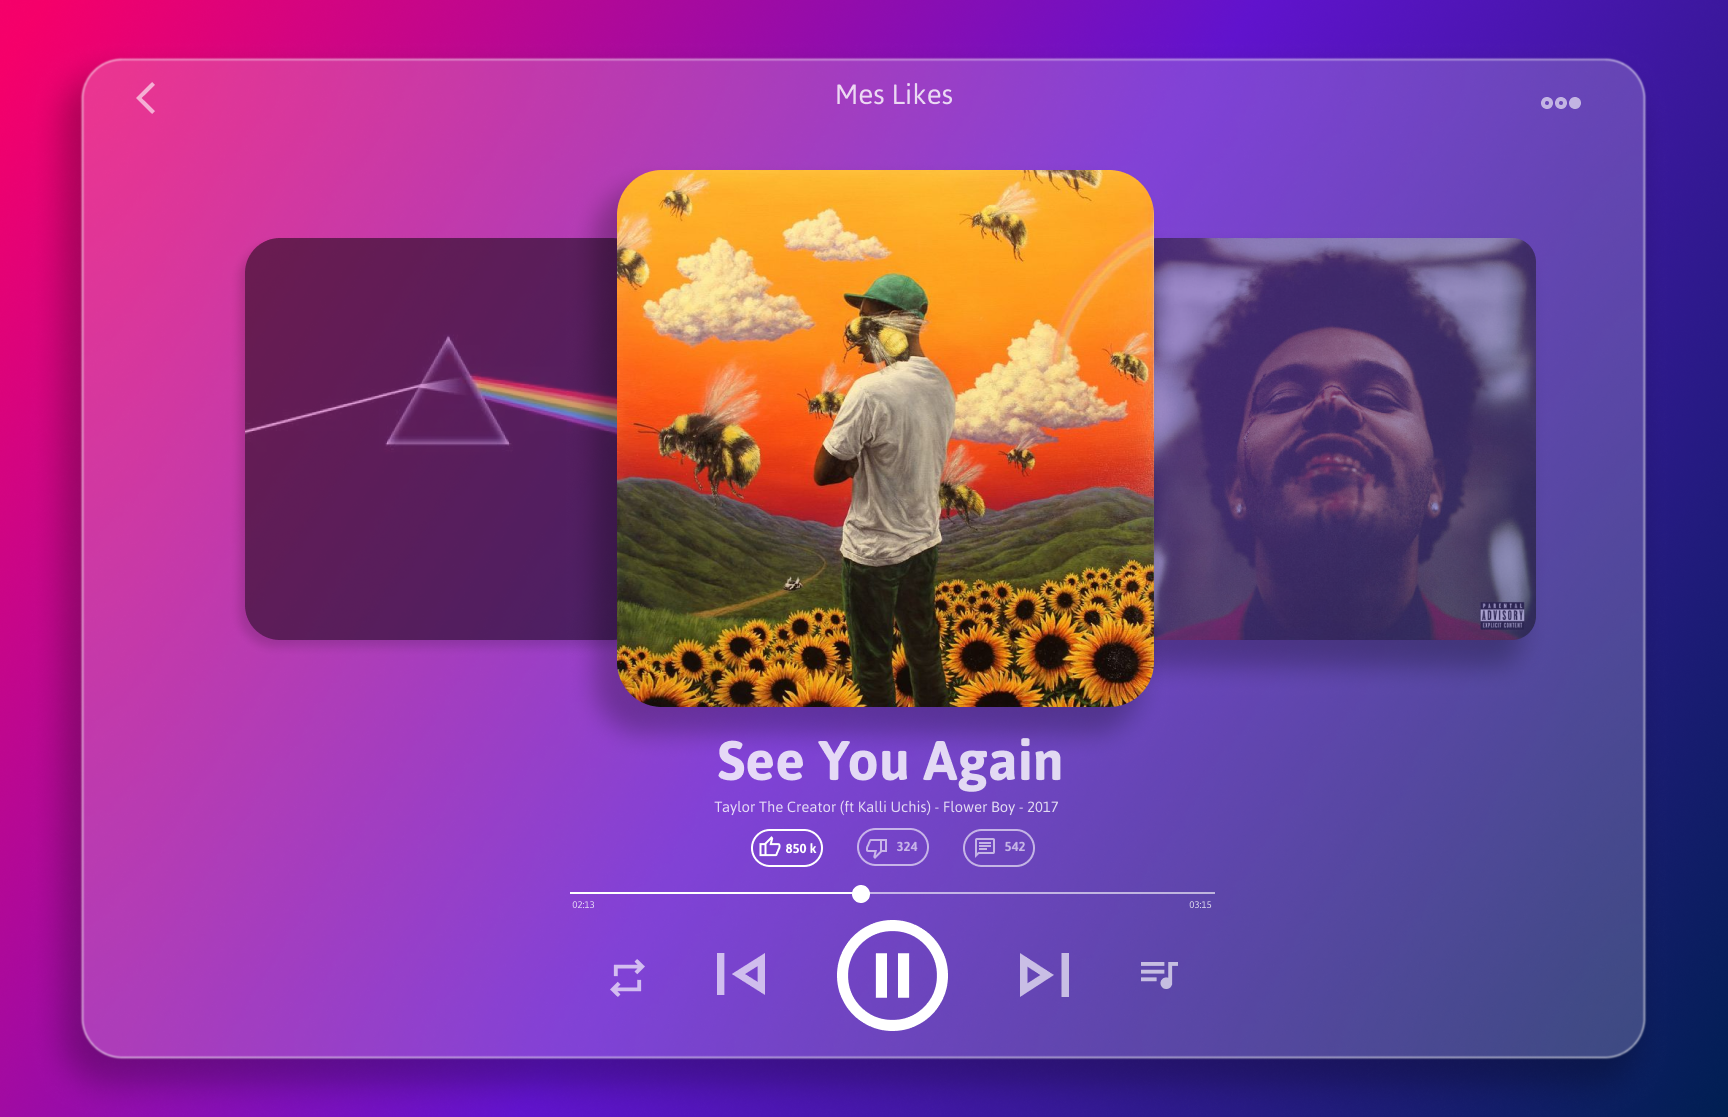 Mes Likes
PARENTAL
ADVISORY
EXPLICIT CONTENT
See You Again
Taylor The Creator (ft Kalli Uchis) - Flower Boy - 2017
850 k
324
542
02:13
03:15